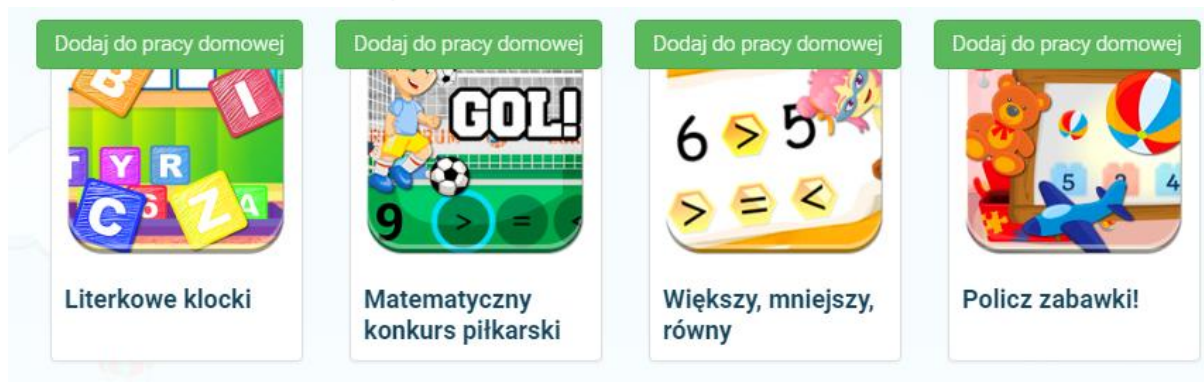 Dodaj do pracy domowej
Dodaj do pracy domowej
Dodaj do pracy domowej
Dodaj do pracy domowej
B I
T Y R
C 6 Z A
GOL!
9 > = <
6 > 5
> = <
5 4
Literkowe klocki
Matematyczny
konkurs piłkarski
Większy, mniejszy,
równy
Policz zabawki!